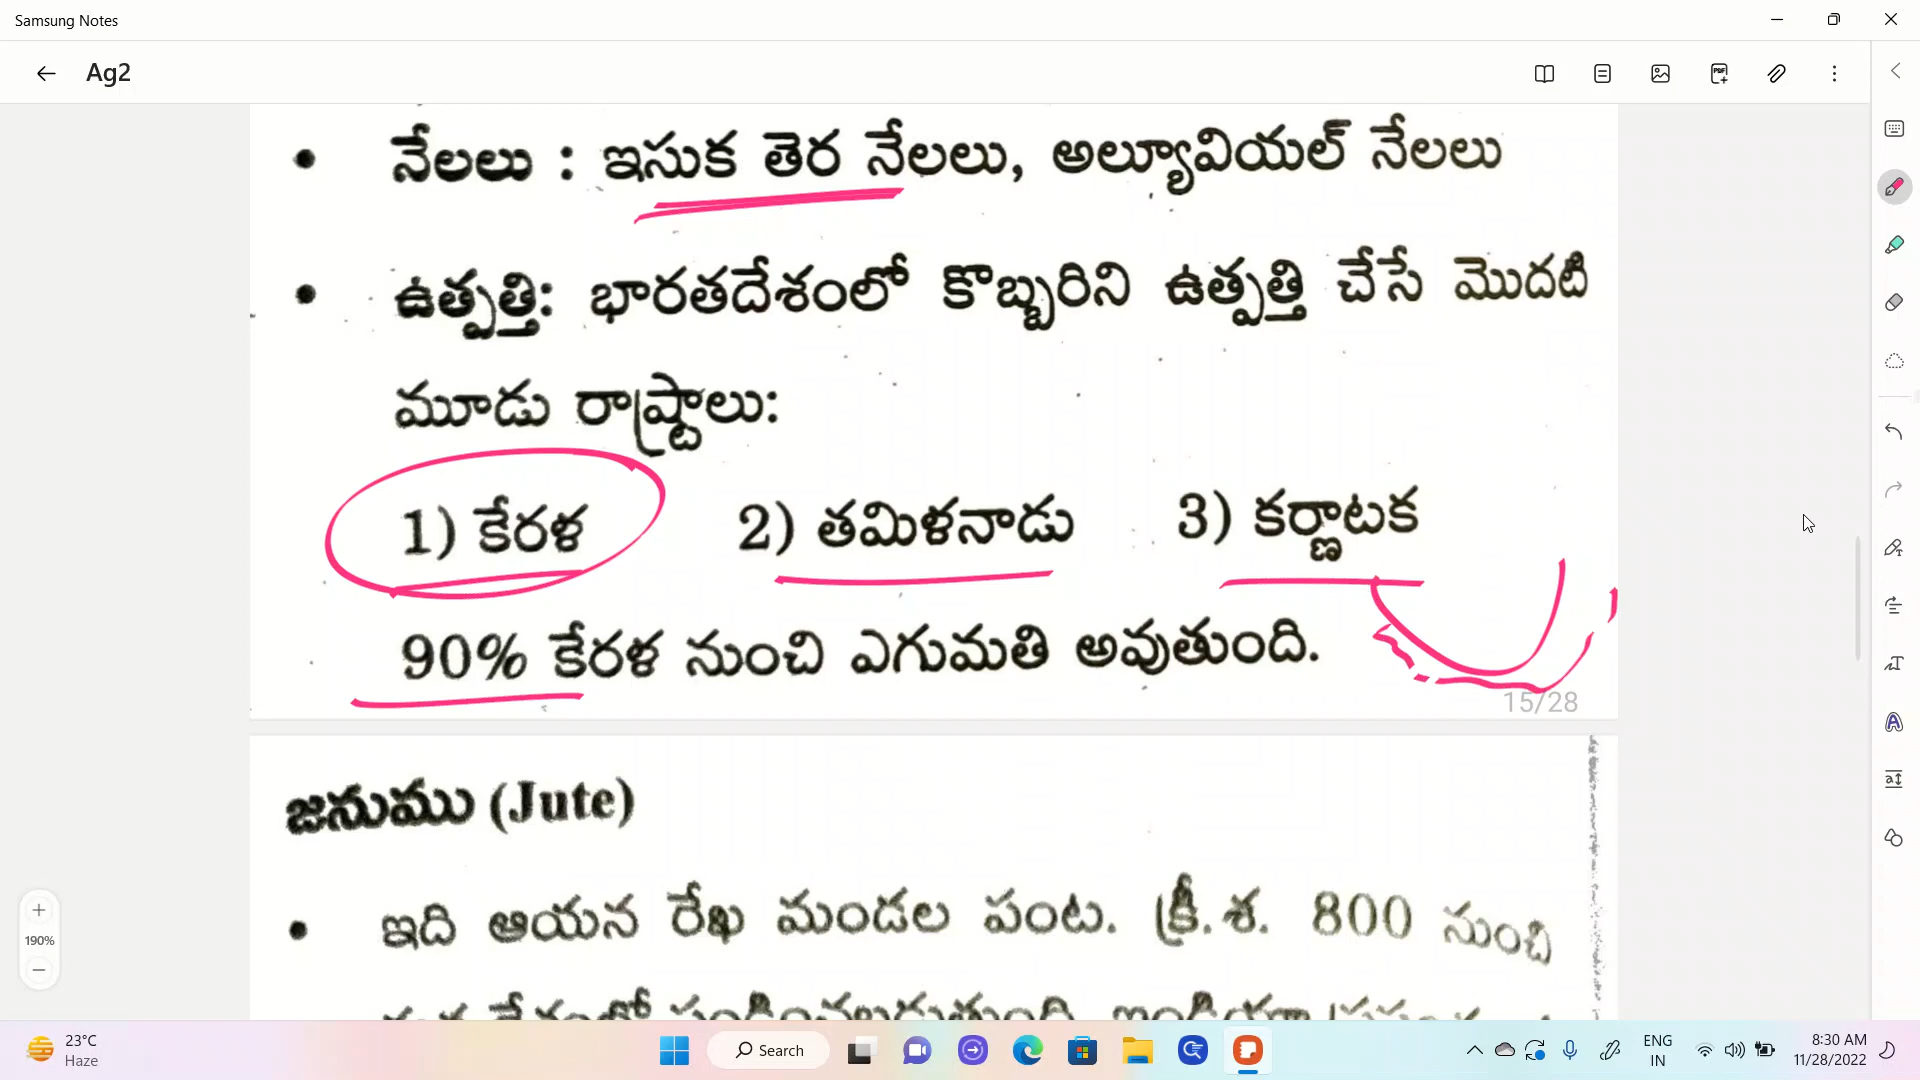 Samsung Notes
Ag2
• నేలలు : ఇసుక తెర నేలలు, అల్యూవియల్ నేలలు
• ఉత్పత్తి: భారతదేశంలో కొబ్బరిని ఉత్పత్తి చేసే మొదటి
మూడు రాష్ట్రాలు:
1) కేరళ 2) తమిళనాడు 3) కర్ణాటక
90% కేరళ నుంచి ఎగుమతి అవుతుంది.
15/28
జనుము (Jute)
• ఇది ఆయన రేఖ మండల పంట. క్రీ.శ. 800 నుంచి
190%
23°C
Haze
Search
ENG
IN
8:30 AM
11/28/2022